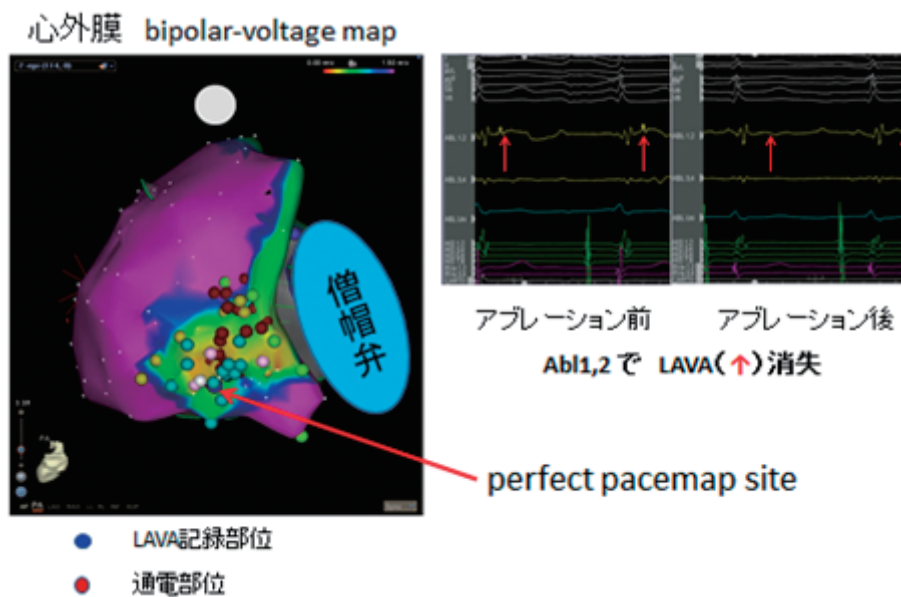 心外膜 bipolar-voltage map
僧帽弁
アブレーション前
アブレーション後
Abl1,2 で LAVA(↑)消失
perfect pacemap site
LAVA記録部位
通電部位